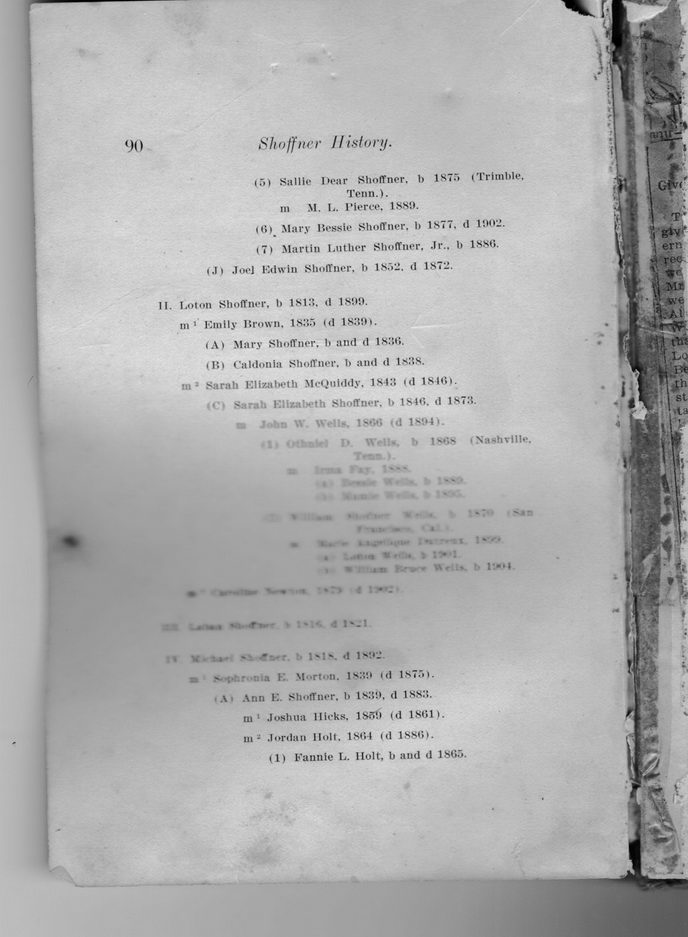 90 Shoffner History.
(5) Sallie Dear Shoffner, b 1875 (Trimble,
Tenn.).
m M. L. Pierce, 1889.
(6) Mary Bessie Shoffner, b 1877, d 1902.
(7) Martin Luther Shoffner, Jr., b 1886.
(J) Joel Edwin Shoffner, b 1852, d 1872.
II. Loton Shoffner, b 1813, d 1899.
m¹ Emily Brown, 1835 (d 1839).
(A) Mary Shoffner, b and d 1836.
(B) Caldonia Shoffner, b and d 1838.
m² Sarah Elizabeth McQuiddy, 1843 (d 1846).
(C) Sarah Elizabeth Shoffner, b 1846, d 1873.
m John W. Wells, 1866 (d 1894).
(1) Othniel D. Wells, b 1868 (Nashville,
Tenn.).
m Irma Fay, 1888.
(a) Bessie Wells, b 1889.
(b) Mamie Wells, b 1895.
(2) William Shoffner Wells, b 1870 (San
Francisco, Cal.).
m Marie Angelique 1899.
(a) Loton Wells, b 1901.
(b) William Bruce Wells, b 1904.
m³ Caroline Newton, 1879 (d 1902).
III. Shoffner, b 1816, d 1821.
IV. Michael Shoffner, b 1818, d 1892.
m¹ Sophronia E. Morton, 1839 (d 1875).
(A) Ann E. Shoffner, b 1839, d 1883.
m¹ Joshua Hicks, 1859 (d 1861).
m² Jordan Holt, 1864 (d 1886).
(1) Fannie L. Holt, b and d 1865.